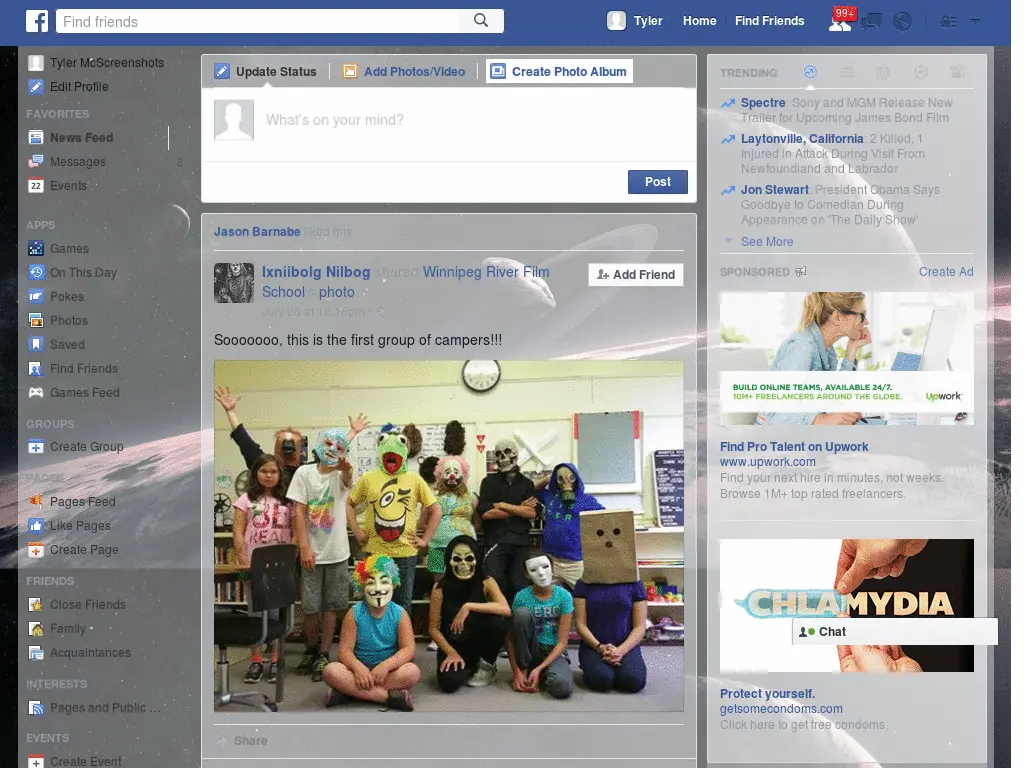 f
Find friends
Tyler
Home
Find Friends
99+
Tyler McScreenshots
Edit Profile
FAVORITES
News Feed
Messages
2
22
Events
APPS
Games
On This Day
Pokes
Photos
Saved
Find Friends
Games Feed
GROUPS
Create Group
Pages Feed
Like Pages
Create Page
FRIENDS
Close Friends
Family
Acquaintances
INTERESTS
Pages and Public ...
EVENTS
Create Event
Update Status
Add Photos/Video
Create Photo Album
What's on your mind?
Post
Jason Barnabe liked this.
Ixniibolg Nilbog shared Winnipeg River Film
School's photo
July 20 at 12:16pm
Add Friend
Sooooooo, this is the first group of campers!!!
Share
TRENDING
Spectre: Sony and MGM Release New
Trailer for Upcoming James Bond Film
Laytonville, California: 2 Killed, 1
Injured in Attack During Visit From
Newfoundland and Labrador
Jon Stewart: President Obama Says
Goodbye to Comedian During
Appearance on 'The Daily Show'
See More
SPONSORED
Create Ad
BUILD ONLINE TEAMS, AVAILABLE 24/7.
10M+ FREELANCERS AROUND THE GLOBE.
Upwork
Find Pro Talent on Upwork
www.upwork.com
Find your next hire in minutes, not weeks.
Browse 1M+ top rated freelancers.
CHLAMYDIA
Chat
Protect yourself.
getsomecondoms.com
Click here to get free condoms.